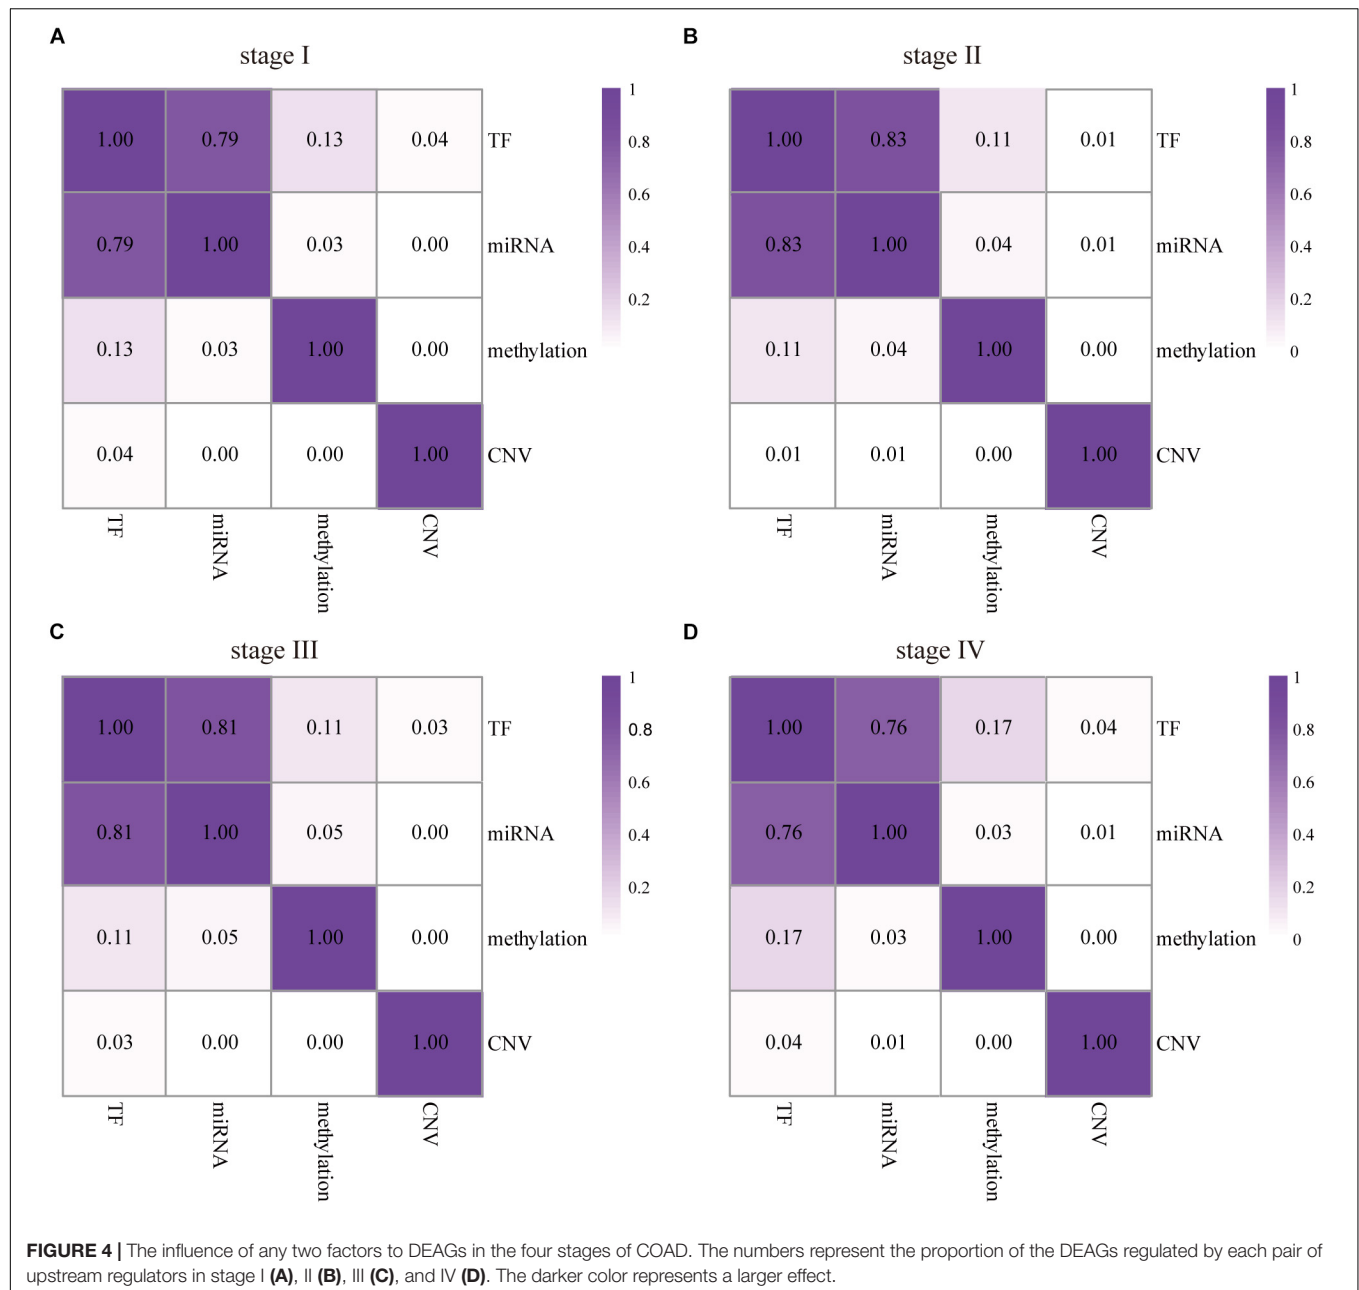 A
stage I
1.00 0.79 0.13 0.04 TF
0.79 1.00 0.03 0.00 miRNA
0.13 0.03 1.00 0.00 methylation
0.04 0.00 0.00 1.00 CNV
TF miRNA methylation CNV
1
0.8
0.6
0.4
0.2
B
stage II
1.00 0.83 0.11 0.01 TF
0.83 1.00 0.04 0.01 miRNA
0.11 0.04 1.00 0.00 methylation
0.01 0.01 0.00 1.00 CNV
TF miRNA methylation CNV
1
0.8
0.6
0.4
0.2
0
C
stage III
1.00 0.81 0.11 0.03 TF
0.81 1.00 0.05 0.00 miRNA
0.11 0.05 1.00 0.00 methylation
0.03 0.00 0.00 1.00 CNV
TF miRNA methylation CNV
1
0.8
0.6
0.4
0.2
D
stage IV
1.00 0.76 0.17 0.04 TF
0.76 1.00 0.03 0.01 miRNA
0.17 0.03 1.00 0.00 methylation
0.04 0.01 0.00 1.00 CNV
TF miRNA methylation CNV
1
0.8
0.6
0.4
0.2
0
FIGURE 4 | The influence of any two factors to DEAGs in the four stages of COAD. The numbers represent the proportion of the DEAGs regulated by each pair of
upstream regulators in stage I (A), II (B), III (C), and IV (D). The darker color represents a larger effect.